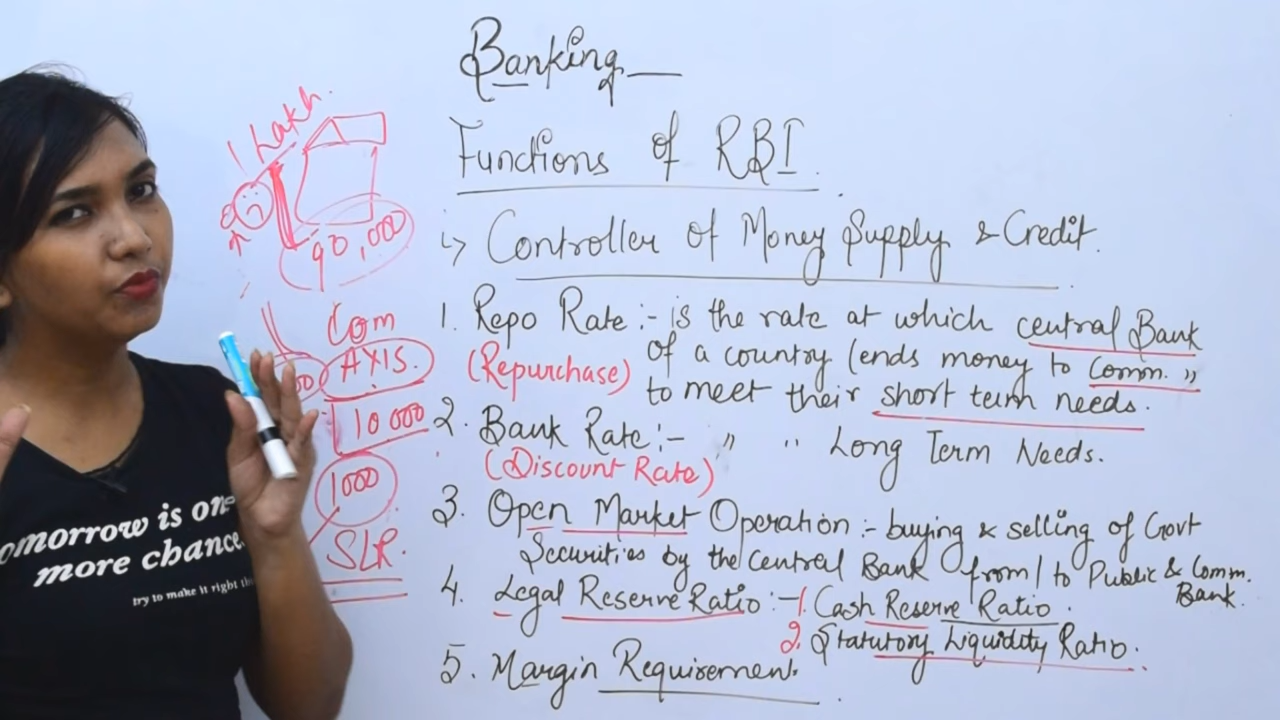 Banking
Functions of RBI.
↳ Controller of Money Supply & Credit.
1. Repo Rate :- is the rate at which central Bank
(Repurchase) of a country lends money to Comm. "
to meet their short term needs.
2. Bank Rate :- " " Long Term Needs.
(Discount Rate)
3. Open Market Operation :- buying & selling of Govt
Securities by the Central Bank from/to Public & Comm.
Bank.
4. Legal Reserve Ratio :- 1. Cash Reserve Ratio.
2. Statutory Liquidity Ratio.
5. Margin Requirement.
1 Lakh.
90,000
Com
AXIS.
10 000
1000
SLR.
omorrow is one
more chance.
try to make it right th